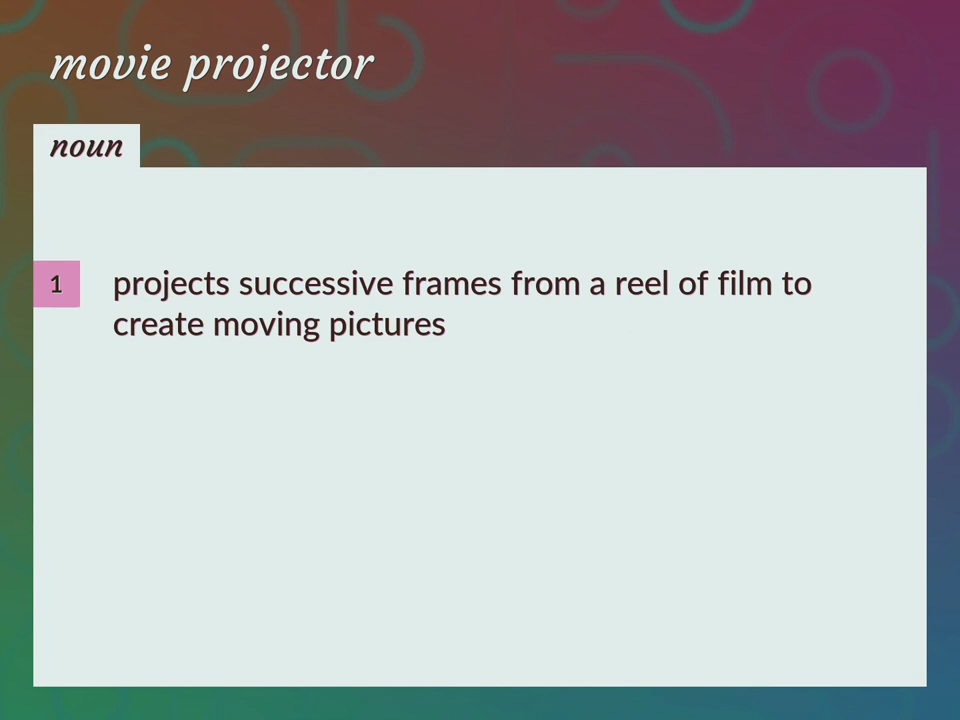 movie projector
noun
1
projects successive frames from a reel of film to
create moving pictures